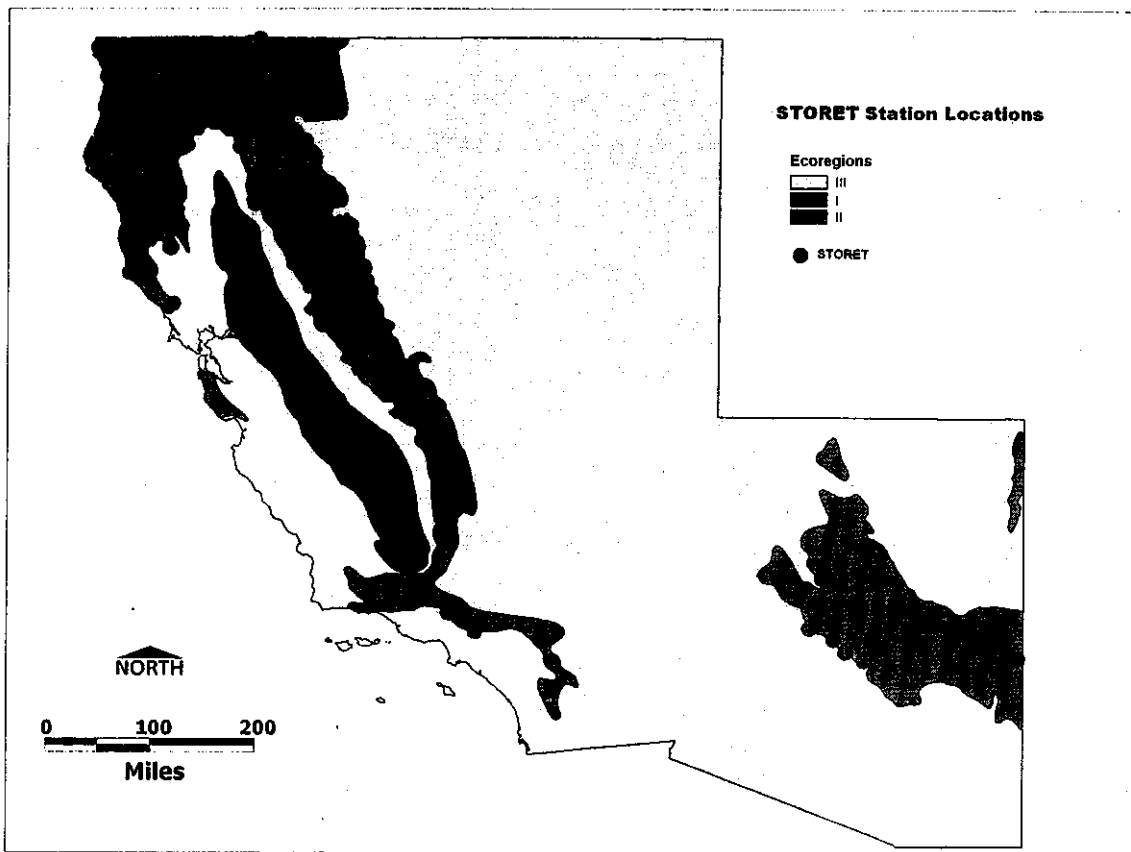 STORET Station Locations
Ecoregions
III
I
II
STORET
NORTH
0 100 200
Miles